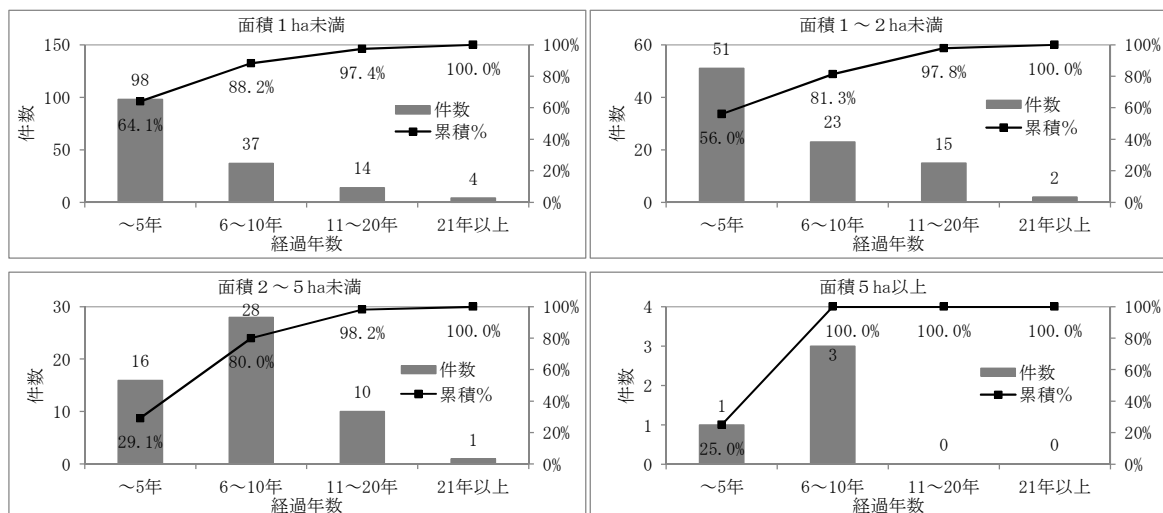 面積１ha未満
150
100
50
0
100%
80%
60%
40%
20%
0%
98
37
14
4
64.1%
88.2%
97.4%
100.0%
件数
累積%
件数
～5年
6～10年
11～20年
21年以上
経過年数
面積１～２ha未満
60
40
20
0
100%
80%
60%
40%
20%
0%
51
23
15
2
56.0%
81.3%
97.8%
100.0%
件数
累積%
件数
～5年
6～10年
11～20年
21年以上
経過年数
面積２～５ha未満
30
20
10
0
100%
80%
60%
40%
20%
0%
16
28
10
1
29.1%
80.0%
98.2%
100.0%
件数
累積%
件数
～5年
6～10年
11～20年
21年以上
経過年数
面積５ha以上
4
3
2
1
0
100%
80%
60%
40%
20%
0%
1
3
0
0
25.0%
100.0%
100.0%
100.0%
件数
累積%
件数
～5年
6～10年
11～20年
21年以上
経過年数